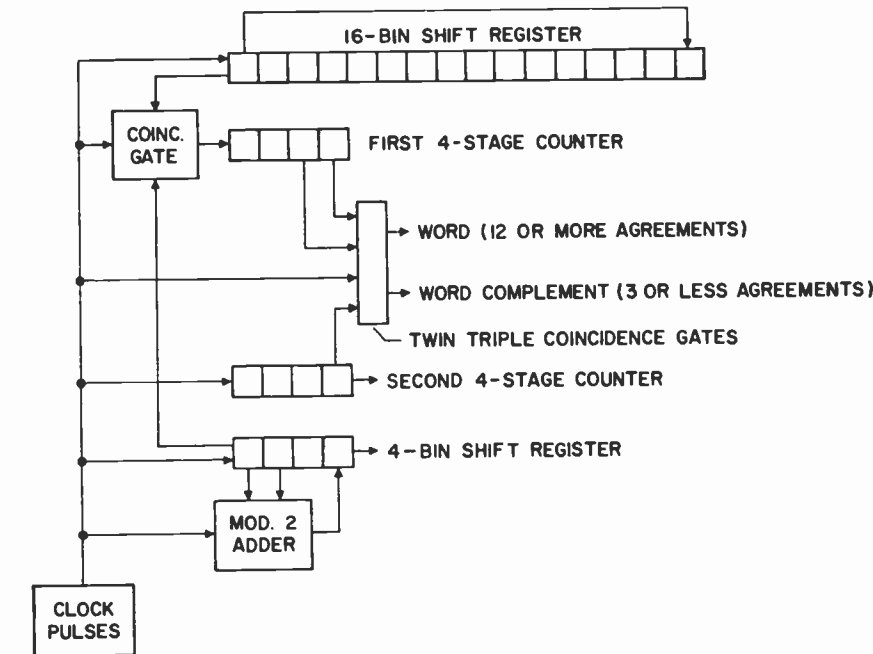 16-BIN SHIFT REGISTER
COINC.
GATE
FIRST 4-STAGE COUNTER
WORD (12 OR MORE AGREEMENTS)
WORD COMPLEMENT (3 OR LESS AGREEMENTS)
TWIN TRIPLE COINCIDENCE GATES
SECOND 4-STAGE COUNTER
4-BIN SHIFT REGISTER
MOD. 2
ADDER
CLOCK
PULSES